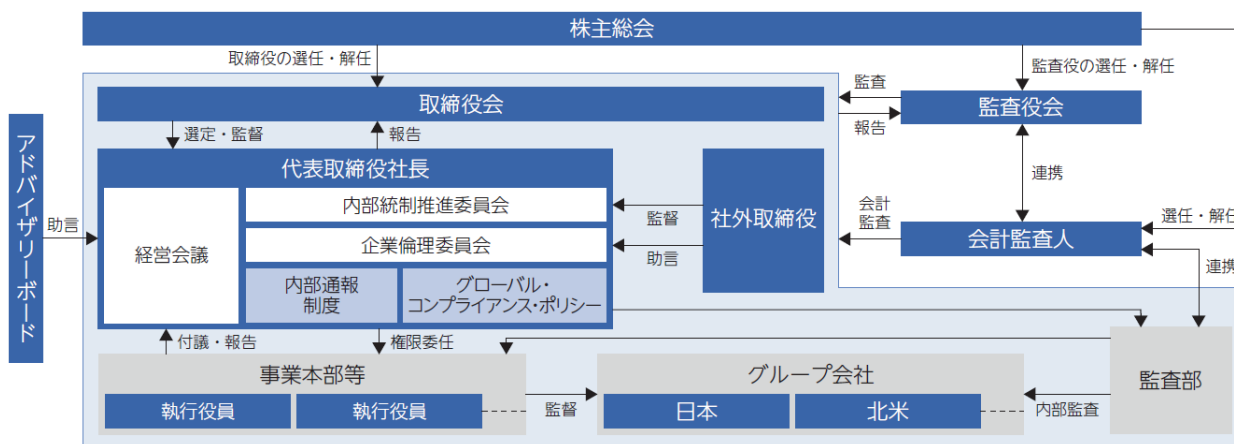 株主総会
取締役の選任・解任
監査役の選任・解任
取締役会
監査
報告
監査役会
選定・監督
報告
アドバイザリーボード
助言
代表取締役社長
経営会議
内部統制推進委員会
企業倫理委員会
内部通報
制度
グローバル・
コンプライアンス・ポリシー
監督
助言
社外取締役
連携
会計
監査
会計監査人
選任・解任
連携
付議・報告
権限委任
事業本部等
執行役員
執行役員
監督
グループ会社
日本
北米
内部監査
監査部